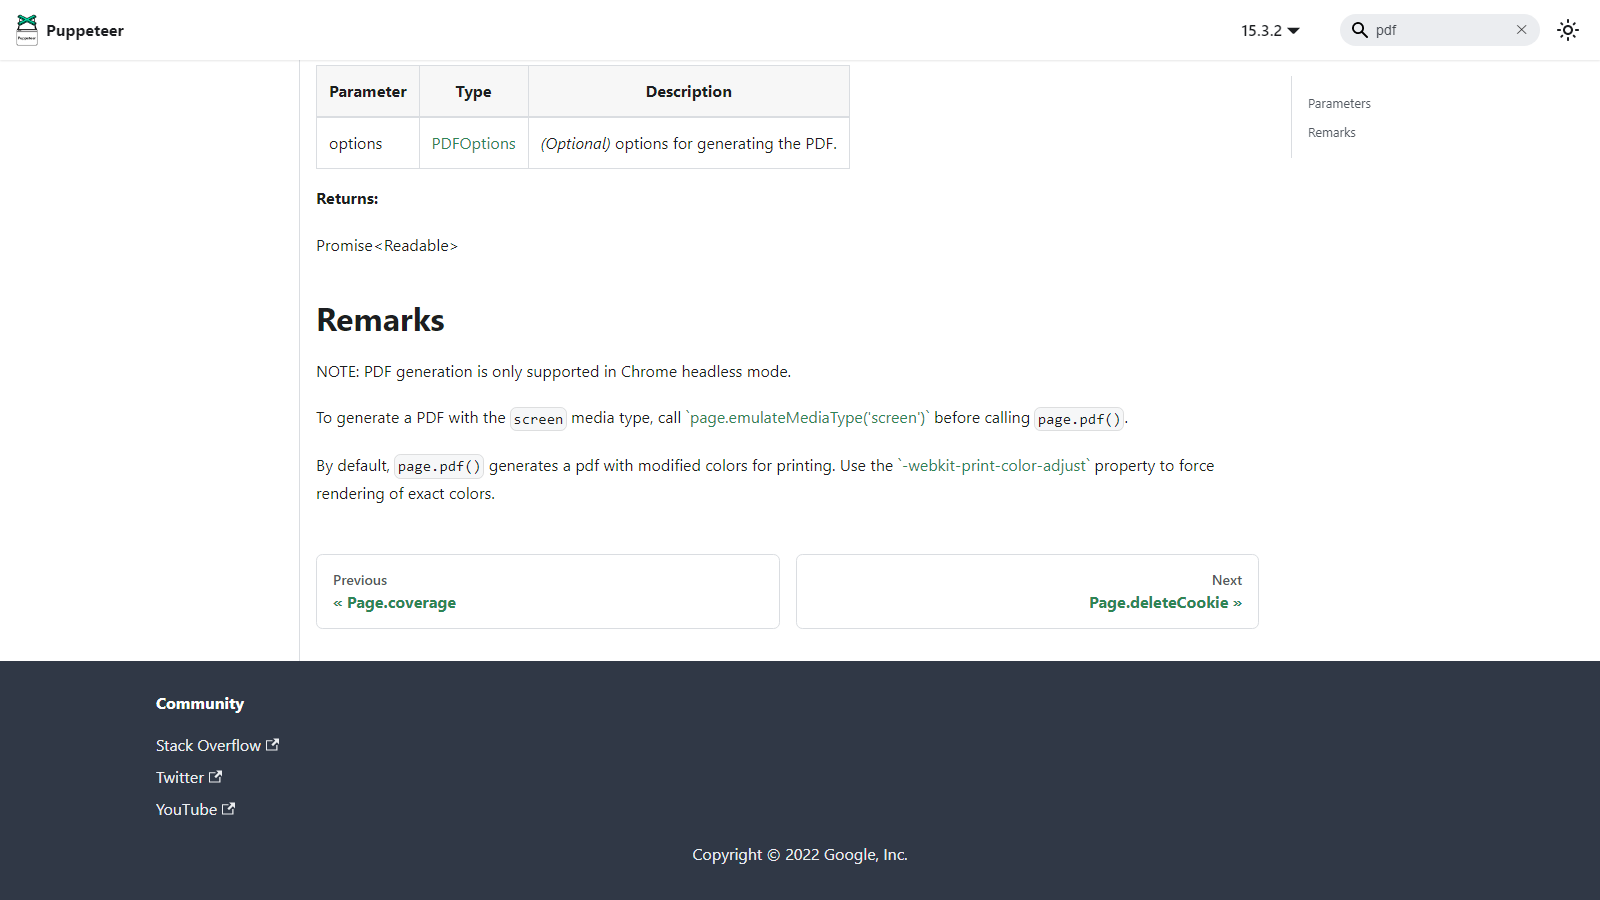 Puppeteer
Puppeteer
15.3.2
pdf
Parameter Type Description
options PDFOptions (Optional) options for generating the PDF.
Returns:
Promise<Readable>
Remarks
NOTE: PDF generation is only supported in Chrome headless mode.
To generate a PDF with the screen media type, call `page.emulateMediaType('screen')` before calling page.pdf().
By default, page.pdf() generates a pdf with modified colors for printing. Use the `-webkit-print-color-adjust` property to force
rendering of exact colors.
Previous
« Page.coverage
Next
Page.deleteCookie »
Parameters
Remarks
Community
Stack Overflow
Twitter
YouTube
Copyright © 2022 Google, Inc.